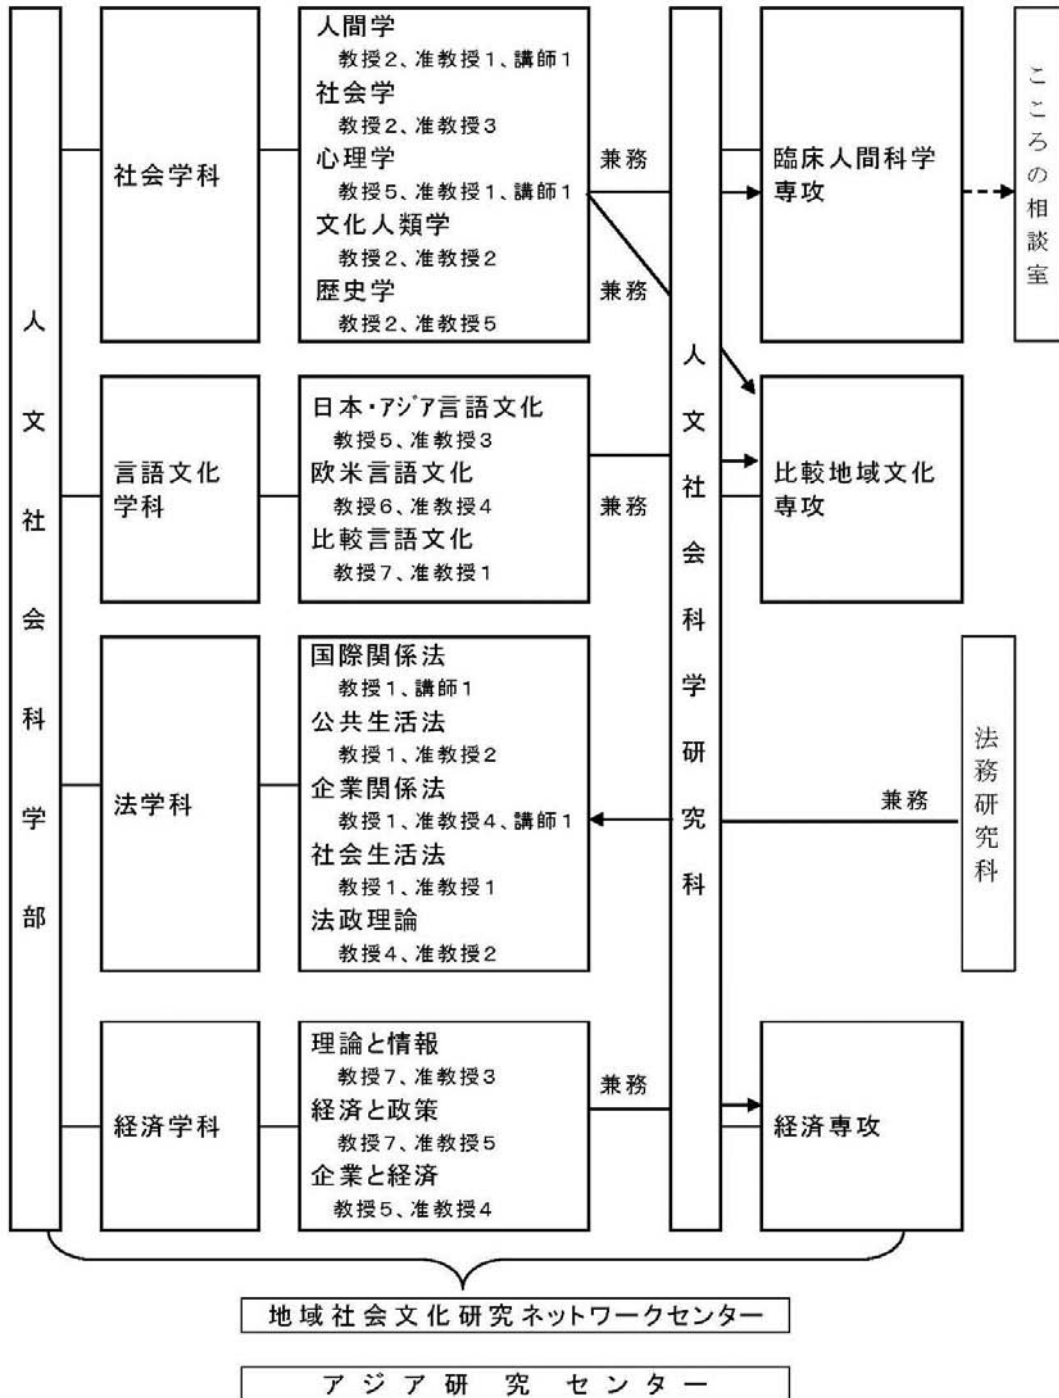 人文社会科学部
社会学科
人間学
教授2、准教授1、講師1
社会学
教授2、准教授3
心理学
教授5、准教授1、講師1
文化人類学
教授2、准教授2
歴史学
教授2、准教授5
兼務
兼務
人文社会科学研究科
臨床人間科学
専攻
こころの相談室
言語文化
学科
日本・アジア言語文化
教授5、准教授3
欧米言語文化
教授6、准教授4
比較言語文化
教授7、准教授1
兼務
比較地域文化
専攻
法学科
国際関係法
教授1、講師1
公共生活法
教授1、准教授2
企業関係法
教授1、准教授4、講師1
社会生活法
教授1、准教授1
法政理論
教授4、准教授2
兼務
法務研究科
経済学科
理論と情報
教授7、准教授3
経済と政策
教授7、准教授5
企業と経済
教授5、准教授4
兼務
経済専攻
地域社会文化研究ネットワークセンター
アジア研究センター